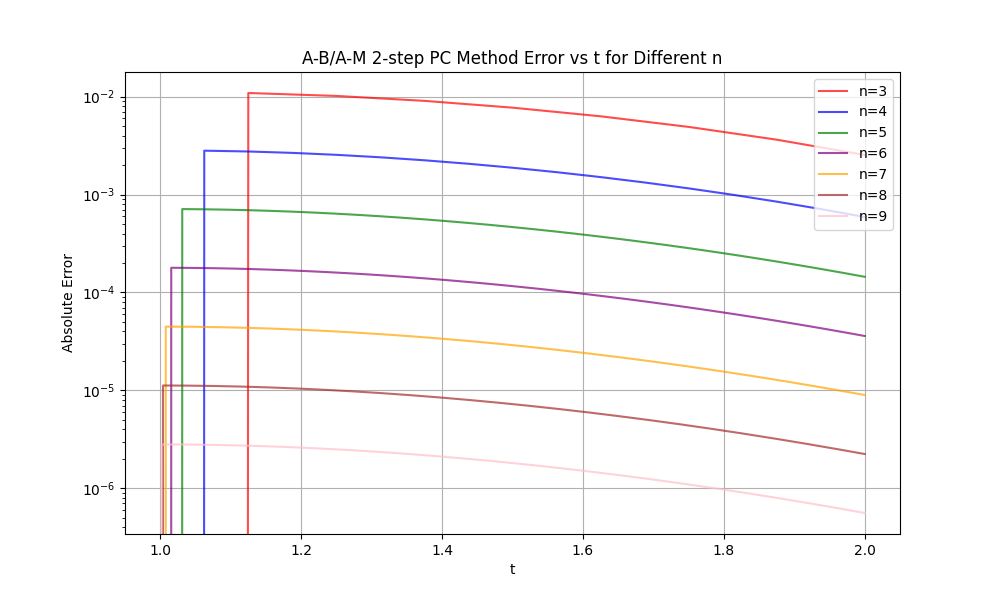 A-B/A-M 2-step PC Method Error vs t for Different n
Absolute Error
10⁻²
10⁻³
10⁻⁴
10⁻⁵
10⁻⁶
n=3
n=4
n=5
n=6
n=7
n=8
n=9
1.0 1.2 1.4 1.6 1.8 2.0
t